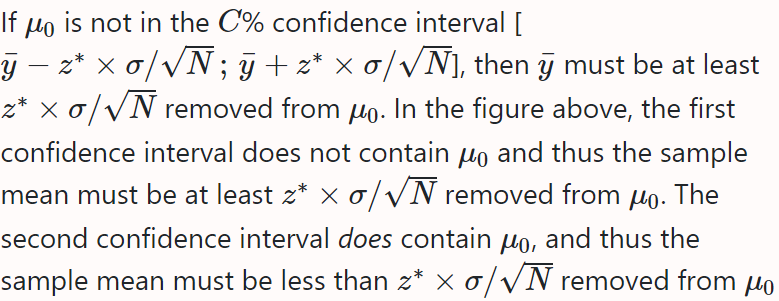 If μ₀ is not in the C% confidence interval [
ȳ − z* × σ/√N ; ȳ + z* × σ/√N], then ȳ must be at least
z* × σ/√N removed from μ₀. In the figure above, the first
confidence interval does not contain μ₀ and thus the sample
mean must be at least z* × σ/√N removed from μ₀. The
second confidence interval does contain μ₀, and thus the
sample mean must be less than z* × σ/√N removed from μ₀